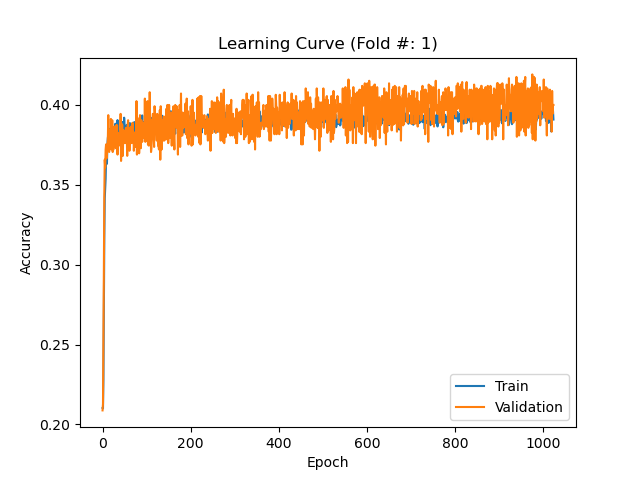 Learning Curve (Fold #: 1)
0.40
0.35
0.30
0.25
0.20
Accuracy
0 200 400 600 800 1000
Epoch
Train
Validation